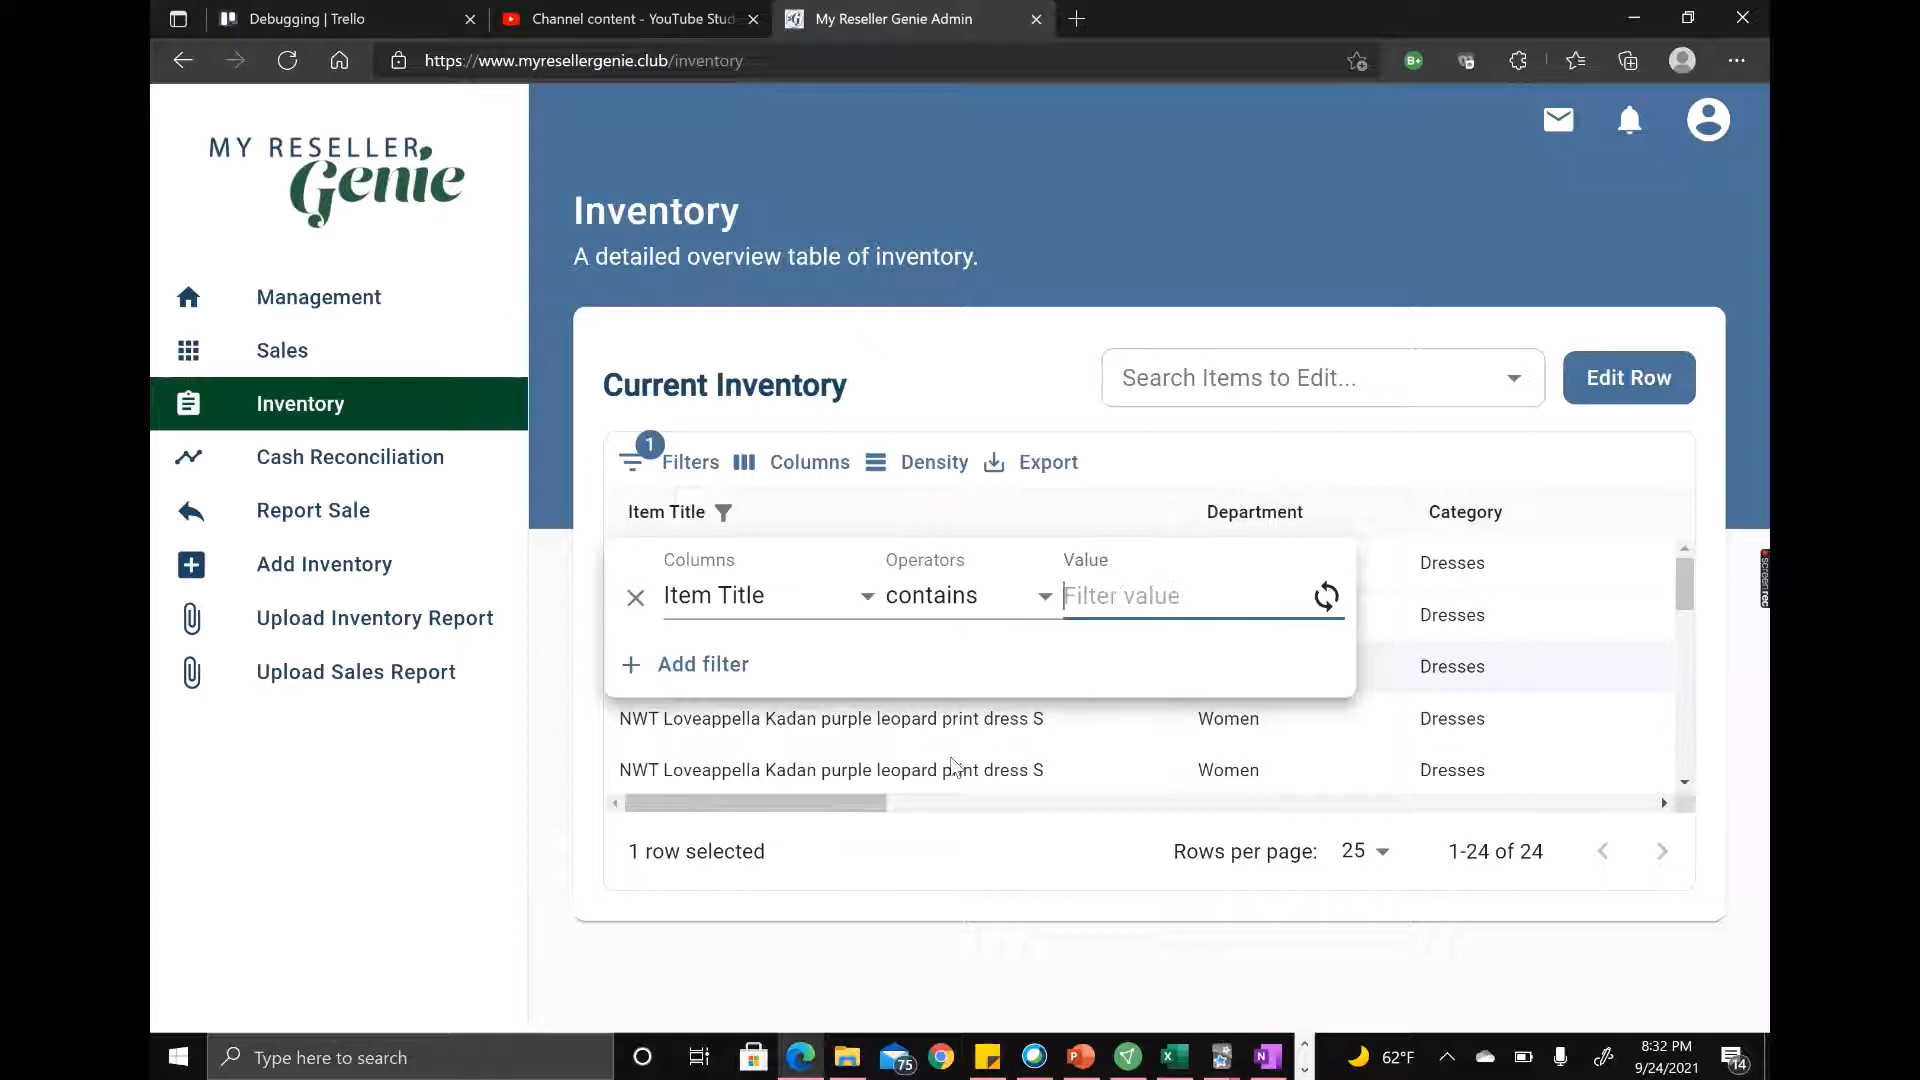 Debugging | Trello
Channel content - YouTube Stud
My Reseller Genie Admin
https://www.myresellergenie.club/inventory
B+
MY RESELLER
Genie
Management
Sales
Inventory
Cash Reconciliation
Report Sale
Add Inventory
Upload Inventory Report
Upload Sales Report
Inventory
A detailed overview table of inventory.
Current Inventory
Search Items to Edit...
Edit Row
1
Filters
Columns
Density
Export
Item Title
Department
Category
Columns
Operators
Value
Item Title
contains
Filter value
Add filter
Dresses
Dresses
Dresses
NWT Loveappella Kadan purple leopard print dress S
Women
Dresses
NWT Loveappella Kadan purple leopard print dress S
Women
Dresses
1 row selected
Rows per page: 25
1-24 of 24
screen rec
Type here to search
75
62°F
8:32 PM
9/24/2021
14